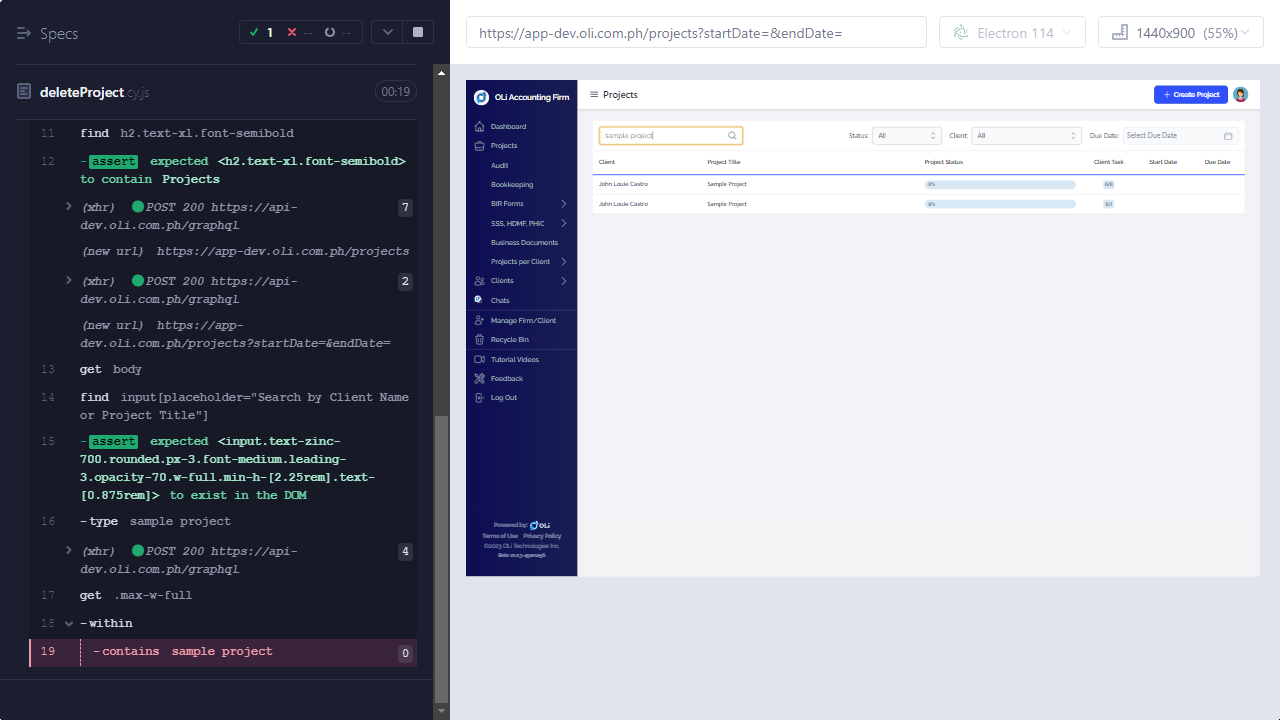 Specs
1
--
--
deleteProject.cy.js
00:19
11 find h2.text-xl.font-semibold
12 -assert expected <h2.text-xl.font-semibold>
to contain Projects
(xhr) POST 200 https://api-
dev.oli.com.ph/graphql
7
(new url) https://app-dev.oli.com.ph/projects
(xhr) POST 200 https://api-
dev.oli.com.ph/graphql
2
(new url) https://app-
dev.oli.com.ph/projects?startDate=&endDate=
13 get body
14 find input[placeholder="Search by Client Name
or Project Title"]
15 -assert expected <input.text-zinc-
700.rounded.px-3.font-medium.leading-
3.opacity-70.w-full.min-h-[2.25rem].text-
[0.875rem]> to exist in the DOM
16 -type sample project
(xhr) POST 200 https://api-
dev.oli.com.ph/graphql
4
17 get .max-w-full
18 -within
19 -contains sample project
0
https://app-dev.oli.com.ph/projects?startDate=&endDate=
Electron 114
1440x900 (55%)
OLi Accounting Firm
Dashboard
Projects
Audit
Bookkeeping
BIR Forms
SSS, HDMF, PHIC
Business Documents
Projects per Client
Clients
Chats
Manage Firm/Client
Recycle Bin
Tutorial Videos
Feedback
Log Out
Powered by: OLi
Terms of Use Privacy Policy
©2023 OLi Technologies Inc.
Projects
+ Create Project
sample project
Status: All
Client: All
Due Date: Select Due Date
Client Project Title Project Status Client Task Start Date Due Date
John Louie Castro Sample Project 0% 0/0
John Louie Castro Sample Project 0% 0/1